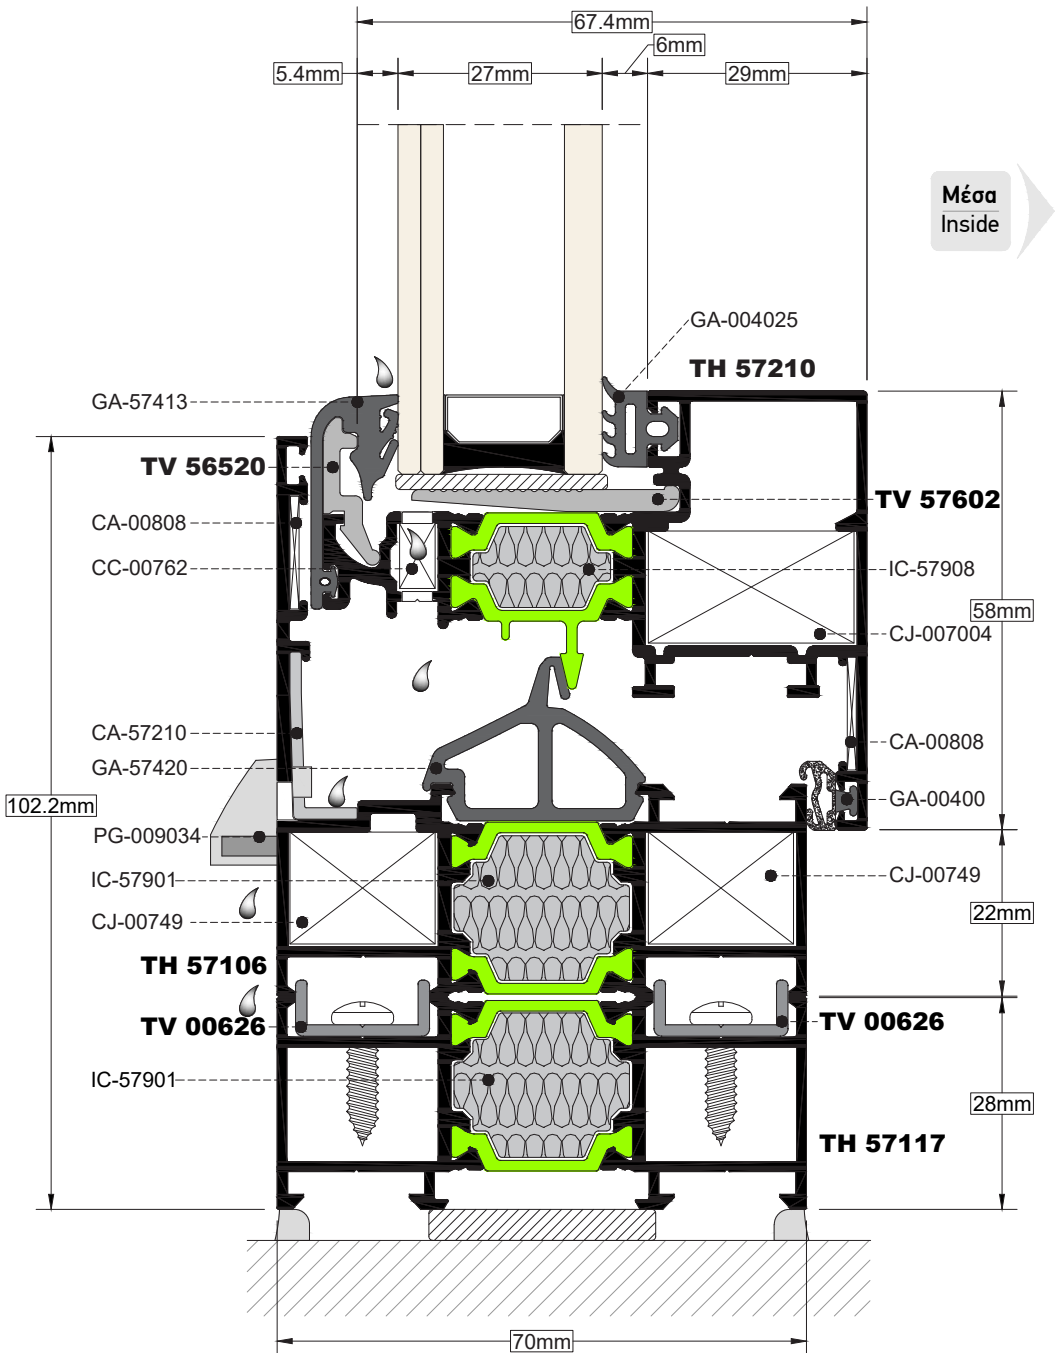 67.4mm
6mm
5.4mm
27mm
29mm
Μέσα
Inside
GA-004025
TH 57210
GA-57413
TV 56520
TV 57602
CA-00808
CC-00762
IC-57908
58mm
CJ-007004
CA-57210
CA-00808
GA-57420
GA-00400
102.2mm
PG-009034
IC-57901
CJ-00749
CJ-00749
22mm
TH 57106
TV 00626
TV 00626
IC-57901
28mm
TH 57117
70mm